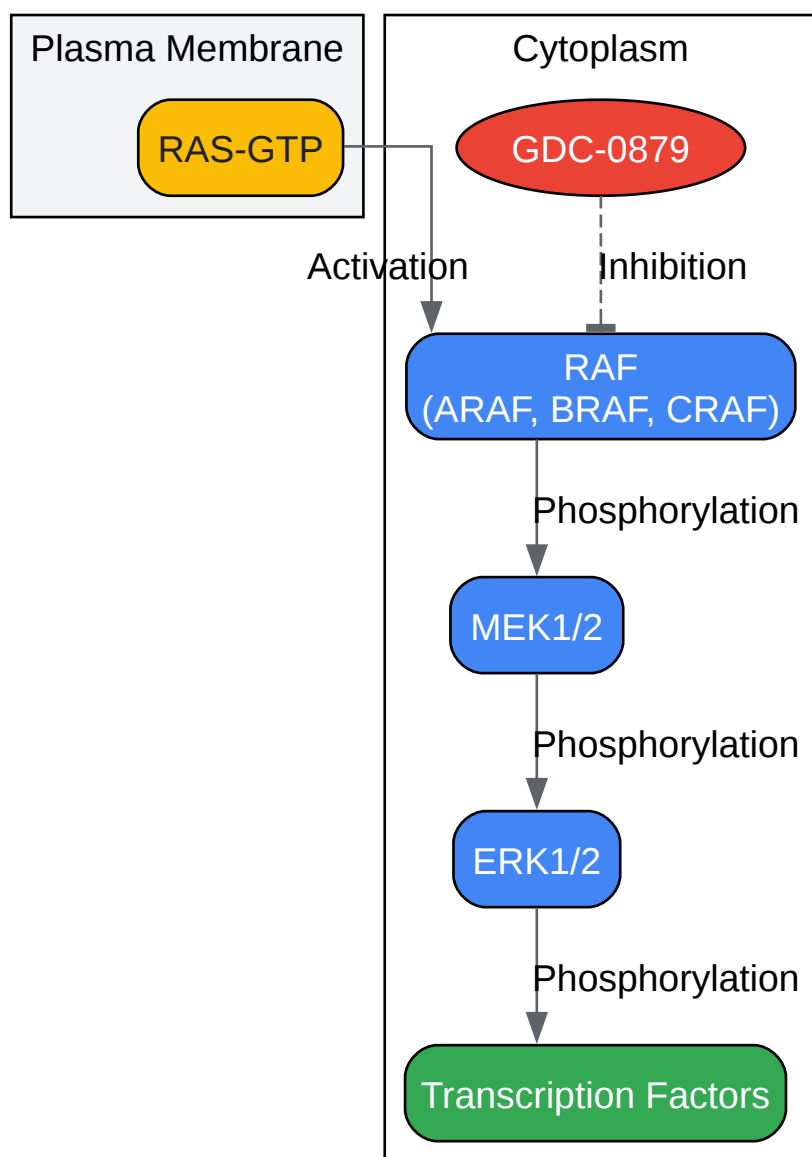 Plasma Membrane
Cytoplasm
RAS-GTP
GDC-0879
Activation
Inhibition
RAF
(ARAF, BRAF, CRAF)
Phosphorylation
MEK1/2
Phosphorylation
ERK1/2
Phosphorylation
Transcription Factors